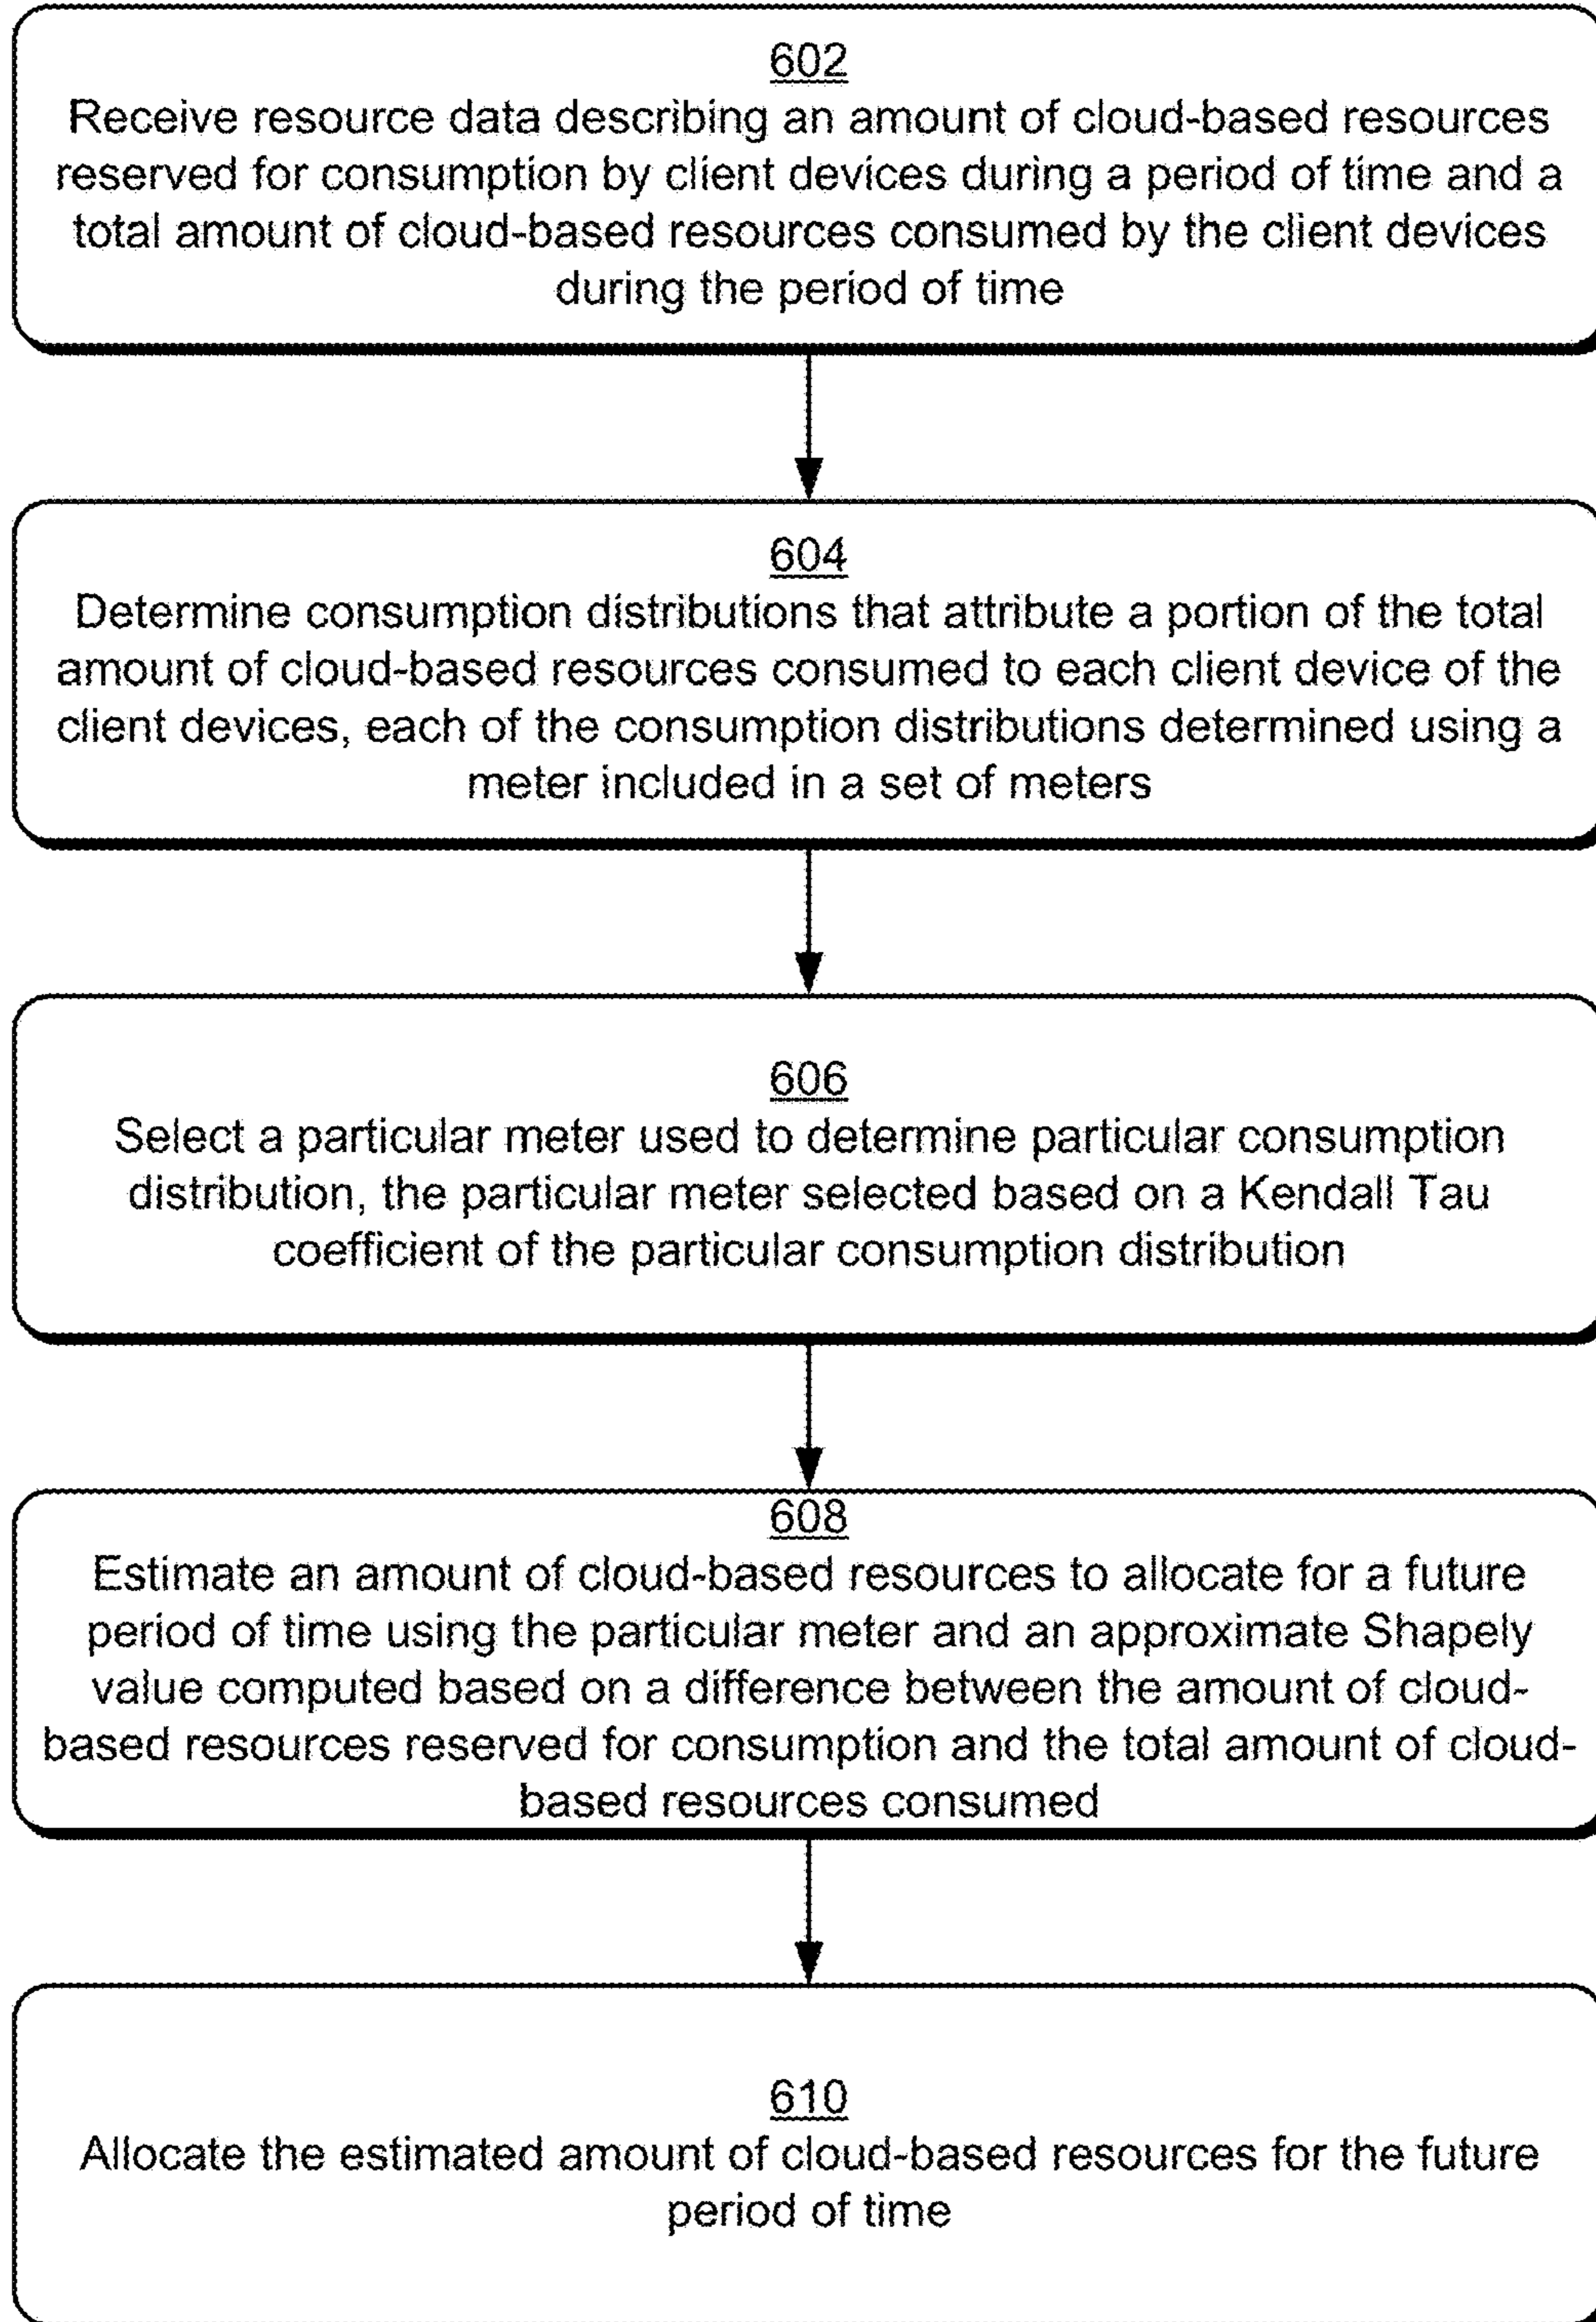 602
Receive resource data describing an amount of cloud-based resources
reserved for consumption by client devices during a period of time and a
total amount of cloud-based resources consumed by the client devices
during the period of time
604
Determine consumption distributions that attribute a portion of the total
amount of cloud-based resources consumed to each client device of the
client devices, each of the consumption distributions determined using a
meter included in a set of meters
606
Select a particular meter used to determine particular consumption
distribution, the particular meter selected based on a Kendall Tau
coefficient of the particular consumption distribution
608
Estimate an amount of cloud-based resources to allocate for a future
period of time using the particular meter and an approximate Shapely
value computed based on a difference between the amount of cloud-
based resources reserved for consumption and the total amount of cloud-
based resources consumed
610
Allocate the estimated amount of cloud-based resources for the future
period of time